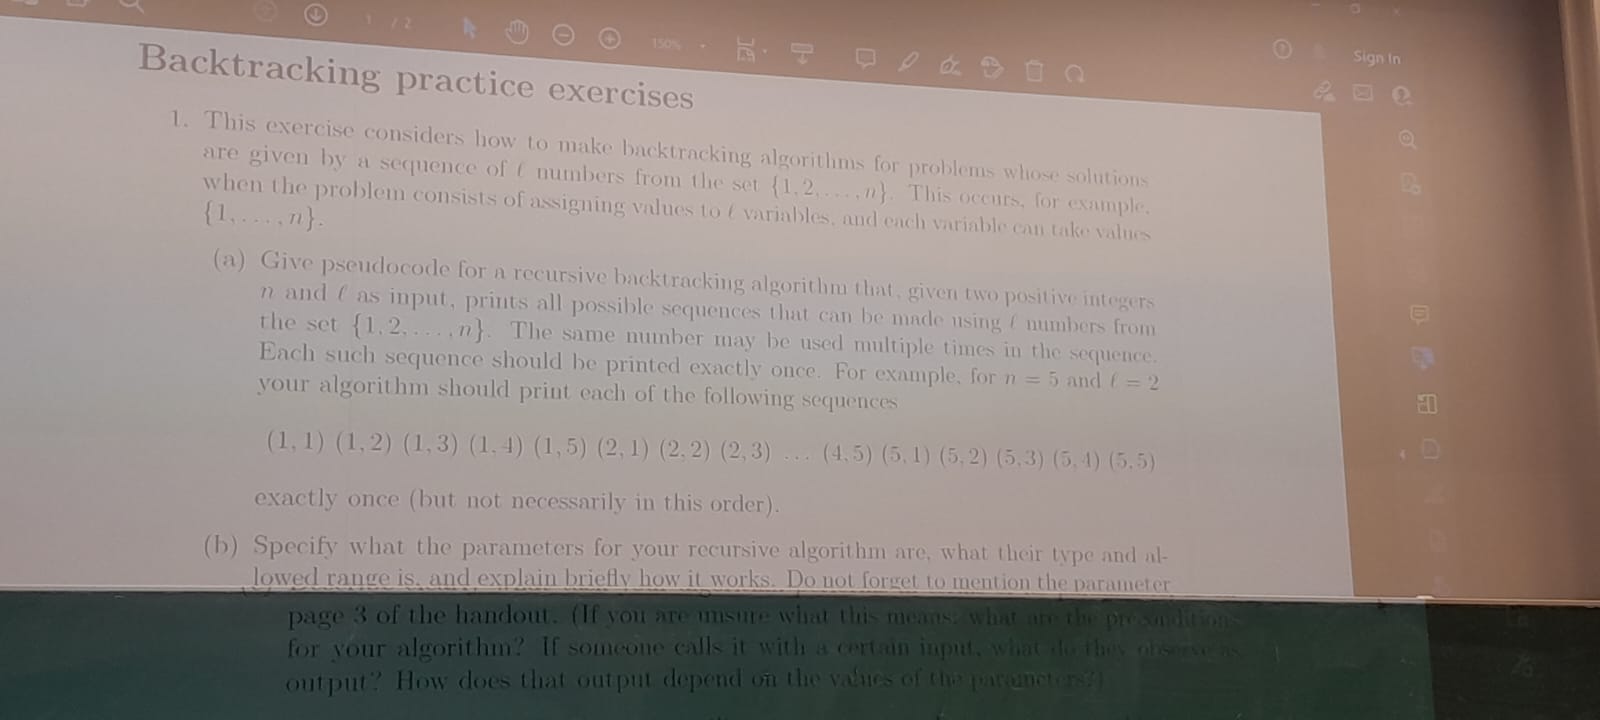 1 / 2
150%
Sign In
Backtracking practice exercises
1. This exercise considers how to make backtracking algorithms for problems whose solutions
are given by a sequence of ℓ numbers from the set {1, 2, . . . , n}. This occurs, for example,
when the problem consists of assigning values to ℓ variables, and each variable can take values
{1, . . . , n}.
(a) Give pseudocode for a recursive backtracking algorithm that, given two positive integers
n and ℓ as input, prints all possible sequences that can be made using ℓ numbers from
the set {1, 2, . . . , n}. The same number may be used multiple times in the sequence.
Each such sequence should be printed exactly once. For example, for n = 5 and ℓ = 2
your algorithm should print each of the following sequences
(1, 1) (1, 2) (1, 3) (1, 4) (1, 5) (2, 1) (2, 2) (2, 3) . . . (4, 5) (5, 1) (5, 2) (5, 3) (5, 4) (5, 5)
exactly once (but not necessarily in this order).
(b) Specify what the parameters for your recursive algorithm are, what their type and al-
lowed range is, and explain briefly how it works. Do not forget to mention the parameter
page 3 of the handout. (If you are unsure what this means: what are the preconditions
for your algorithm? If someone calls it with a certain input, what do they observe as
output? How does that output depend on the values of the parameters?)